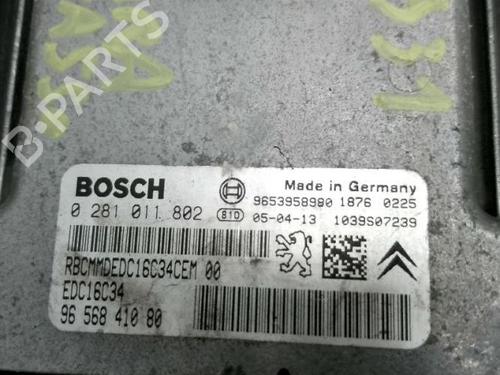 B-PARTS
BOSCH
Made in Germany
9653958980 1876 0225
0 281 011 802 810 05-04-13 1039S07239
RBCMMDEDC16C34CEM 00
EDC16C34
96 568 410 80